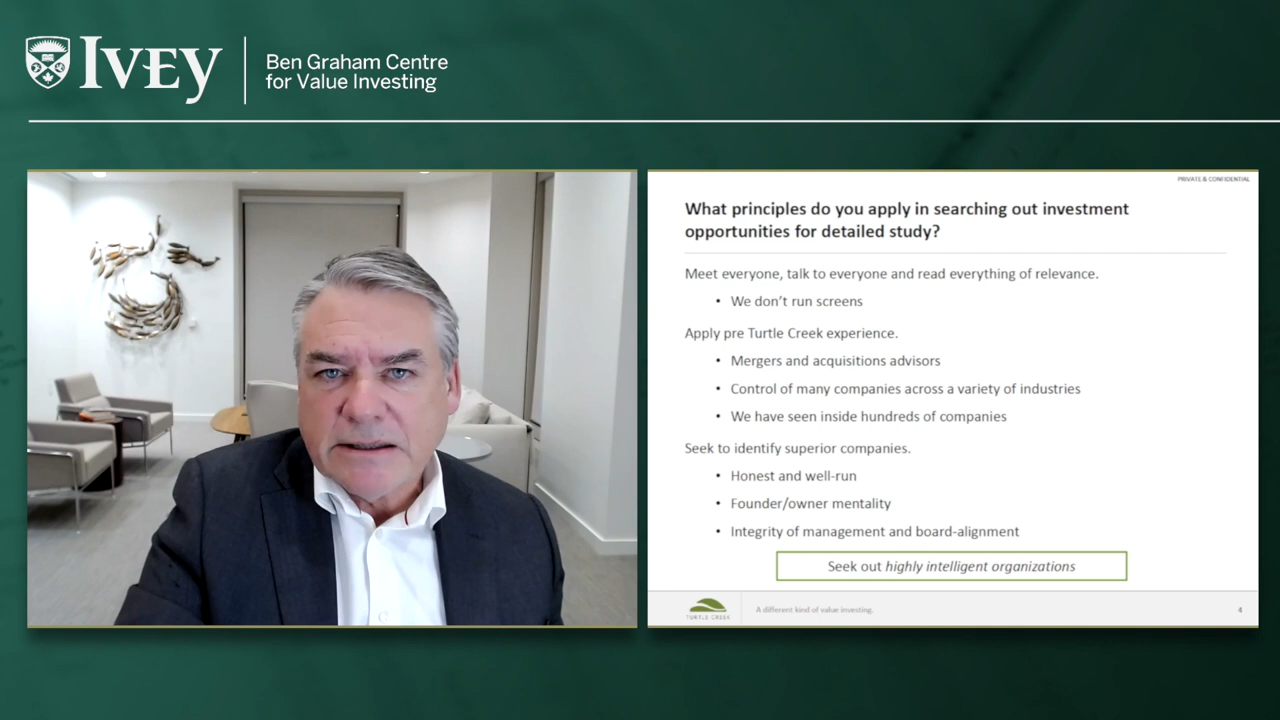 IVEY
Ben Graham Centre
for Value Investing
PRIVATE & CONFIDENTIAL
What principles do you apply in searching out investment
opportunities for detailed study?
Meet everyone, talk to everyone and read everything of relevance.
• We don't run screens
Apply pre Turtle Creek experience.
• Mergers and acquisitions advisors
• Control of many companies across a variety of industries
• We have seen inside hundreds of companies
Seek to identify superior companies.
• Honest and well-run
• Founder/owner mentality
• Integrity of management and board-alignment
Seek out highly intelligent organizations
TURTLE CREEK
A different kind of value investing.
4